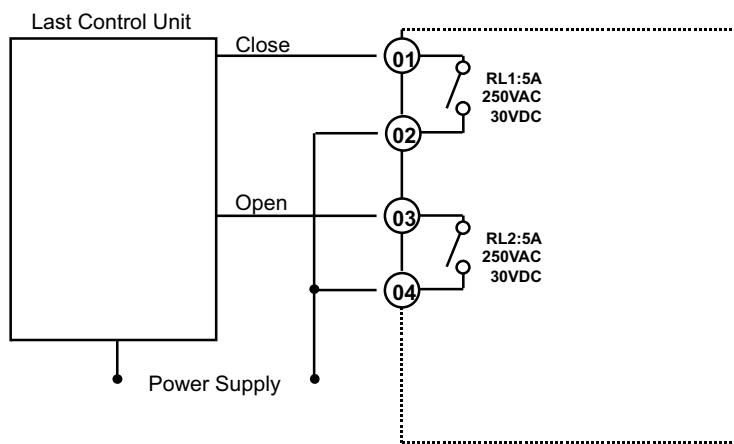 Last Control Unit
Close
01
RL1:5A
250VAC
30VDC
02
Open
03
RL2:5A
250VAC
30VDC
04
Power Supply